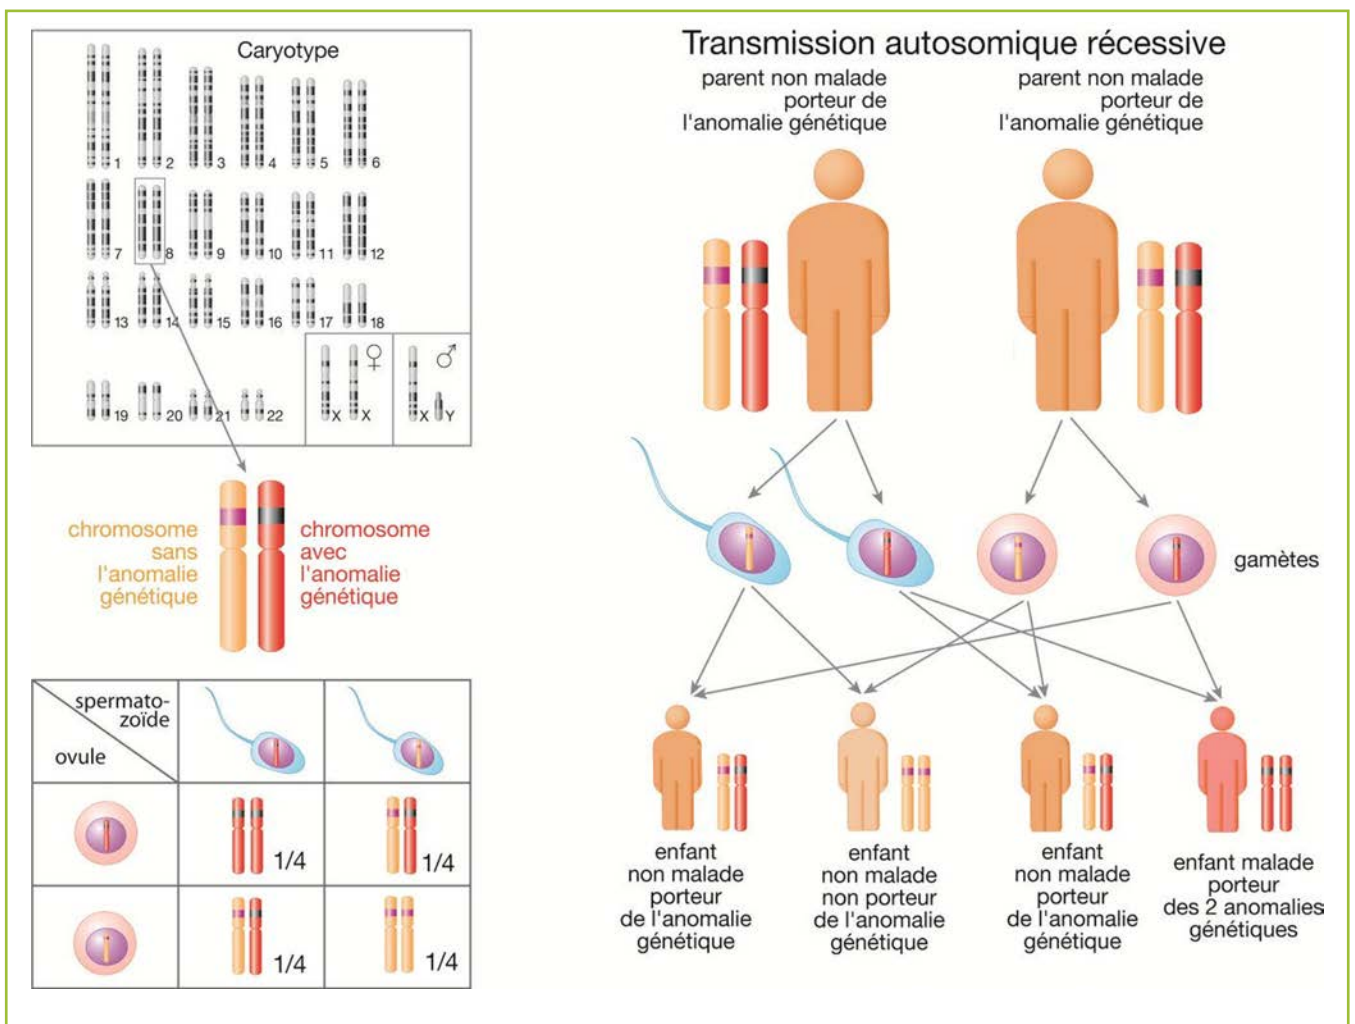 Caryotype
1
2
3
4
5
6
7
8
9
10
11
12
13
14
15
16
17
18
19
20
21
22
♀
X
X
♂
X
Y
chromosome
sans
l'anomalie
génétique
chromosome
avec
l'anomalie
génétique
spermato-
zoïde
ovule
1/4
1/4
1/4
1/4
Transmission autosomique récessive
parent non malade
porteur de
l'anomalie génétique
parent non malade
porteur de
l'anomalie génétique
gamètes
enfant
non malade
porteur
de l'anomalie
génétique
enfant
non malade
non porteur
de l'anomalie
génétique
enfant
non malade
porteur
de l'anomalie
génétique
enfant malade
porteur
des 2 anomalies
génétiques